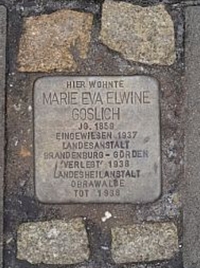 HIER WOHNTE
MARIE EVA ELWINE
GOSLICH
JG. 1859
EINGEWIESEN 1937
LANDESANSTALT
BRANDENBURG-GÖRDEN
"VERLEGT" 1938
LANDESHEILANSTALT
OBRAWALDE
TOT 1938